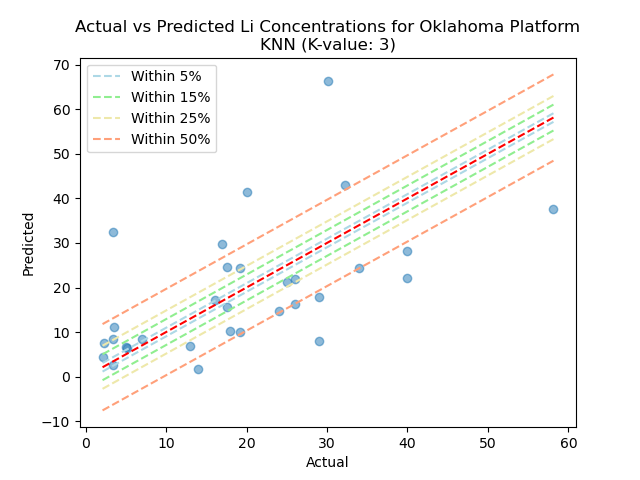 Actual vs Predicted Li Concentrations for Oklahoma Platform
KNN (K-value: 3)
Within 5%
Within 15%
Within 25%
Within 50%
70
60
50
40
30
20
10
0
−10
Predicted
0 10 20 30 40 50 60
Actual